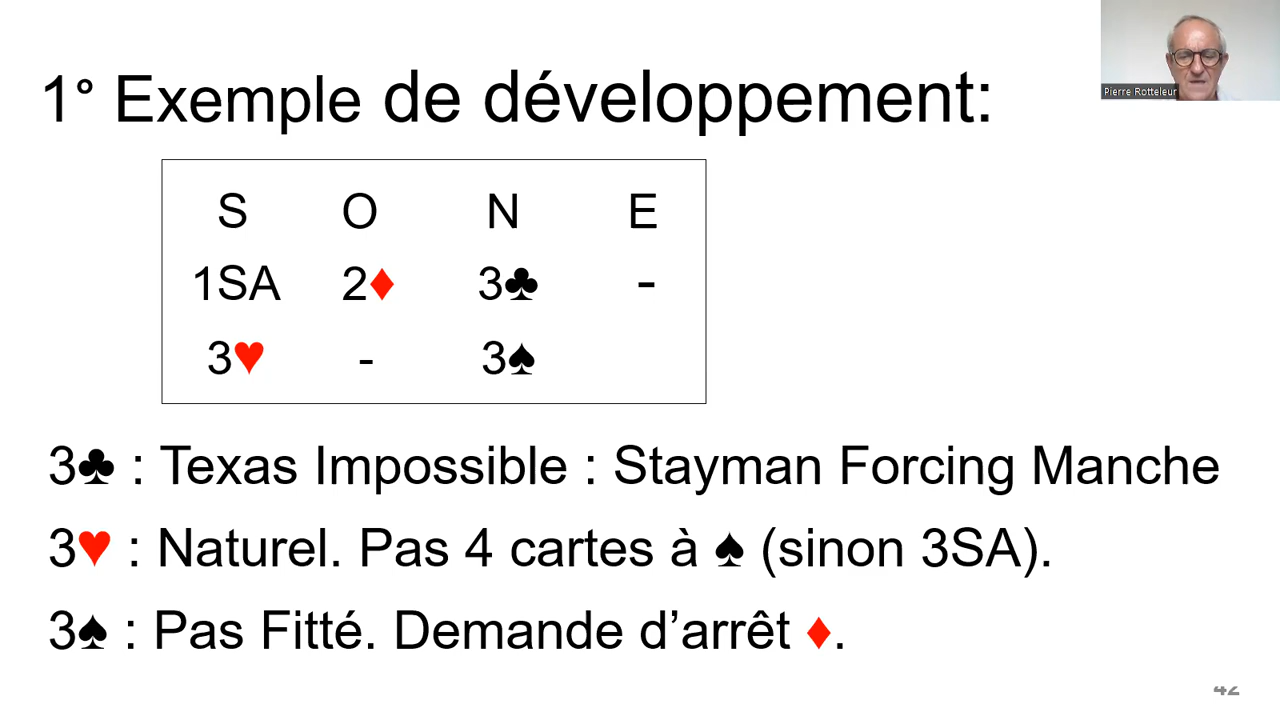 Pierre Rotteleur
1° Exemple de développement:
S O N E
1SA 2♦ 3♣ -
3♥ - 3♠
3♣ : Texas Impossible : Stayman Forcing Manche
3♥ : Naturel. Pas 4 cartes à ♠ (sinon 3SA).
3♠ : Pas Fitté. Demande d’arrêt ♦.
42